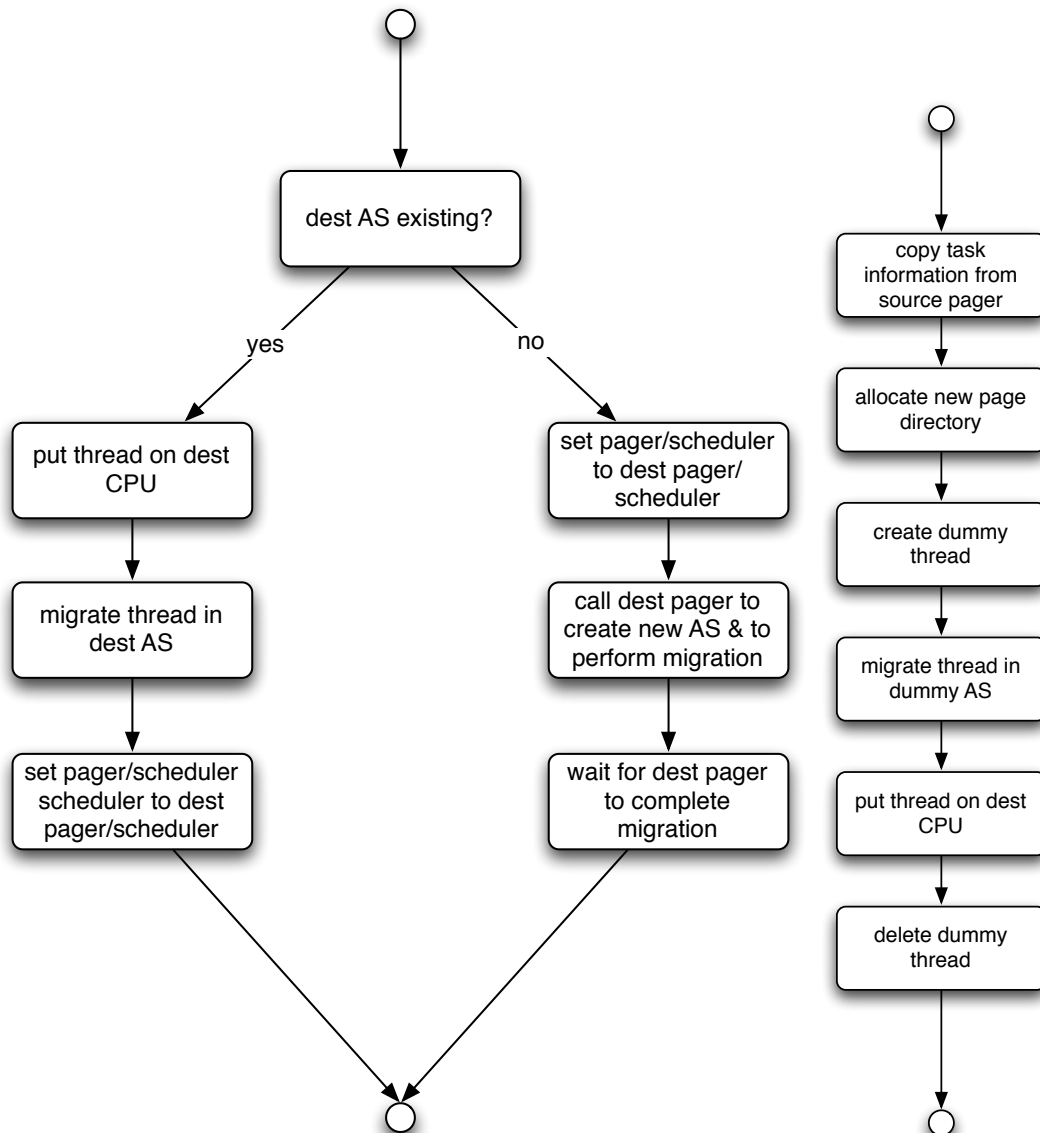 dest AS existing?
yes
no
put thread on dest
CPU
migrate thread in
dest AS
set pager/scheduler
scheduler to dest
pager/scheduler
set pager/scheduler
to dest pager/
scheduler
call dest pager to
create new AS & to
perform migration
wait for dest pager
to complete
migration
copy task
information from
source pager
allocate new page
directory
create dummy
thread
migrate thread in
dummy AS
put thread on dest
CPU
delete dummy
thread